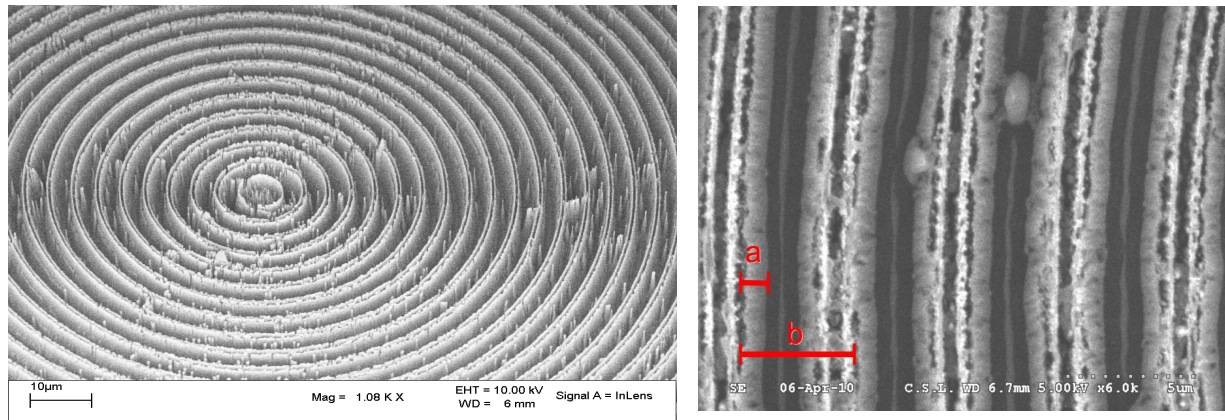 10µm
Mag = 1.08 K X
EHT = 10.00 kV
WD = 6 mm
Signal A = InLens
a
b
SE 06-Apr-10 C.S.L. WD 6.7mm 5.00kV x6.0k 5um